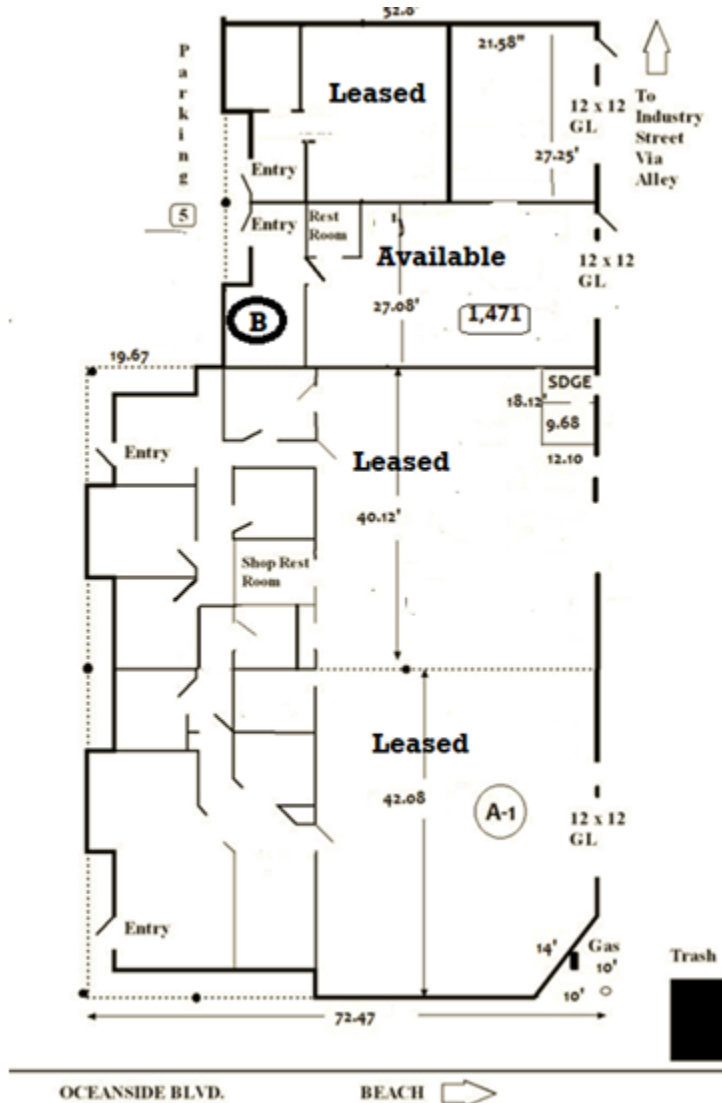 52.0'
P
a
r
k
i
n
g
5
Leased
21.58"
27.25'
12 x 12
GL
To
Industry
Street
Via
Alley
Entry
Entry
Rest
Room
Available
27.08'
1,471
12 x 12
GL
B
19.67
SDGE
18.12'
9.68
12.10
Entry
Leased
40.12'
Shop Rest
Room
Leased
42.08
A-1
12 x 12
GL
Entry
14'
Gas
10'
10'
Trash
72.47
OCEANSIDE BLVD.
BEACH